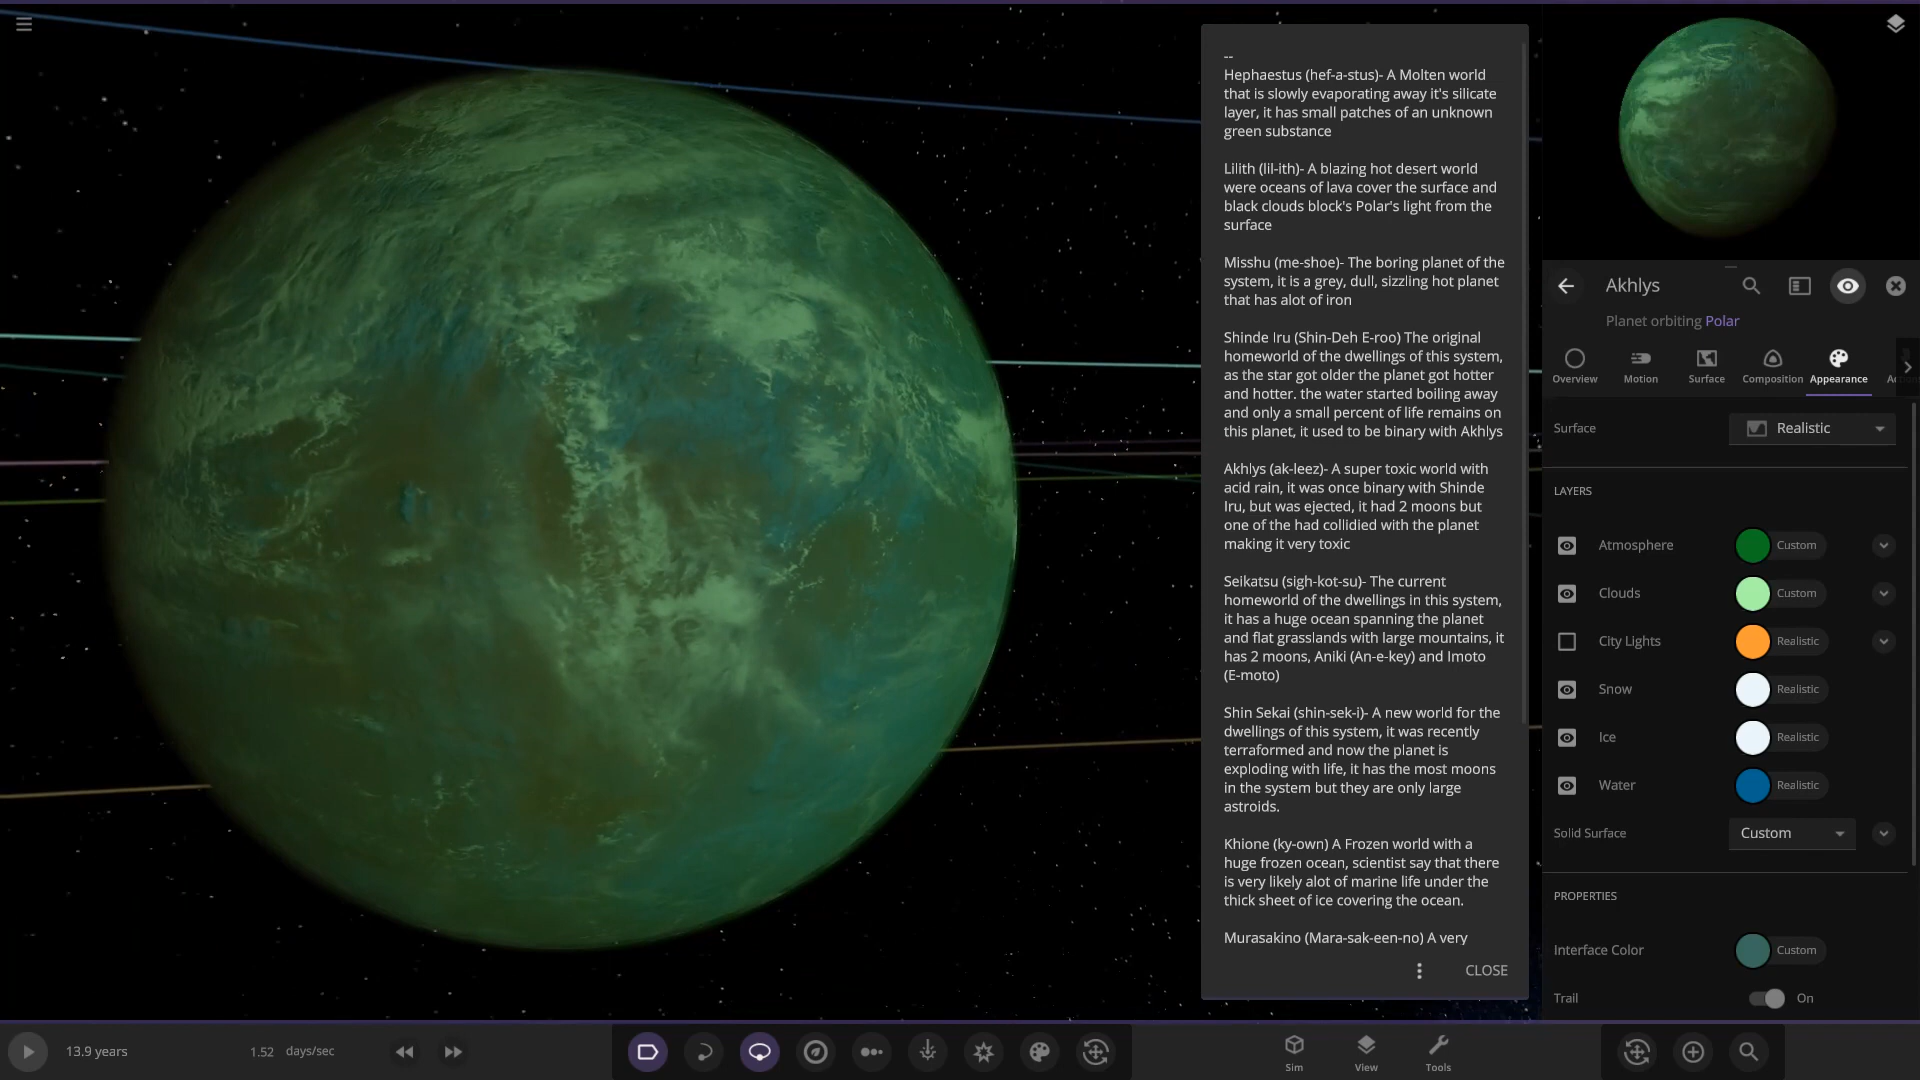 --
Hephaestus (hef-a-stus)- A Molten world
that is slowly evaporating away it's silicate
layer, it has small patches of an unknown
green substance
Lilith (lil-ith)- A blazing hot desert world
were oceans of lava cover the surface and
black clouds block's Polar's light from the
surface
Misshu (me-shoe)- The boring planet of the
system, it is a grey, dull, sizzling hot planet
that has alot of iron
Shinde Iru (Shin-Deh E-roo) The original
homeworld of the dwellings of this system,
as the star got older the planet got hotter
and hotter. the water started boiling away
and only a small percent of life remains on
this planet, it used to be binary with Akhlys
Akhlys (ak-leez)- A super toxic world with
acid rain, it was once binary with Shinde
Iru, but was ejected, it had 2 moons but
one of the had collidied with the planet
making it very toxic
Seikatsu (sigh-kot-su)- The current
homeworld of the dwellings in this system,
it has a huge ocean spanning the planet
and flat grasslands with large mountains, it
has 2 moons, Aniki (An-e-key) and Imoto
(E-moto)
Shin Sekai (shin-sek-i)- A new world for the
dwellings of this system, it was recently
terraformed and now the planet is
exploding with life, it has the most moons
in the system but they are only large
astroids.
Khione (ky-own) A Frozen world with a
huge frozen ocean, scientist say that there
is very likely alot of marine life under the
thick sheet of ice covering the ocean.
Murasakino (Mara-sak-een-no) A very
CLOSE
Akhlys
Planet orbiting Polar
Overview Motion Surface Composition Appearance
Surface Realistic
LAYERS
Atmosphere Custom
Clouds Custom
City Lights Realistic
Snow Realistic
Ice Realistic
Water Realistic
Solid Surface Custom
PROPERTIES
Interface Color Custom
Trail On
13.9 years 1.52 days/sec
Sim View Tools